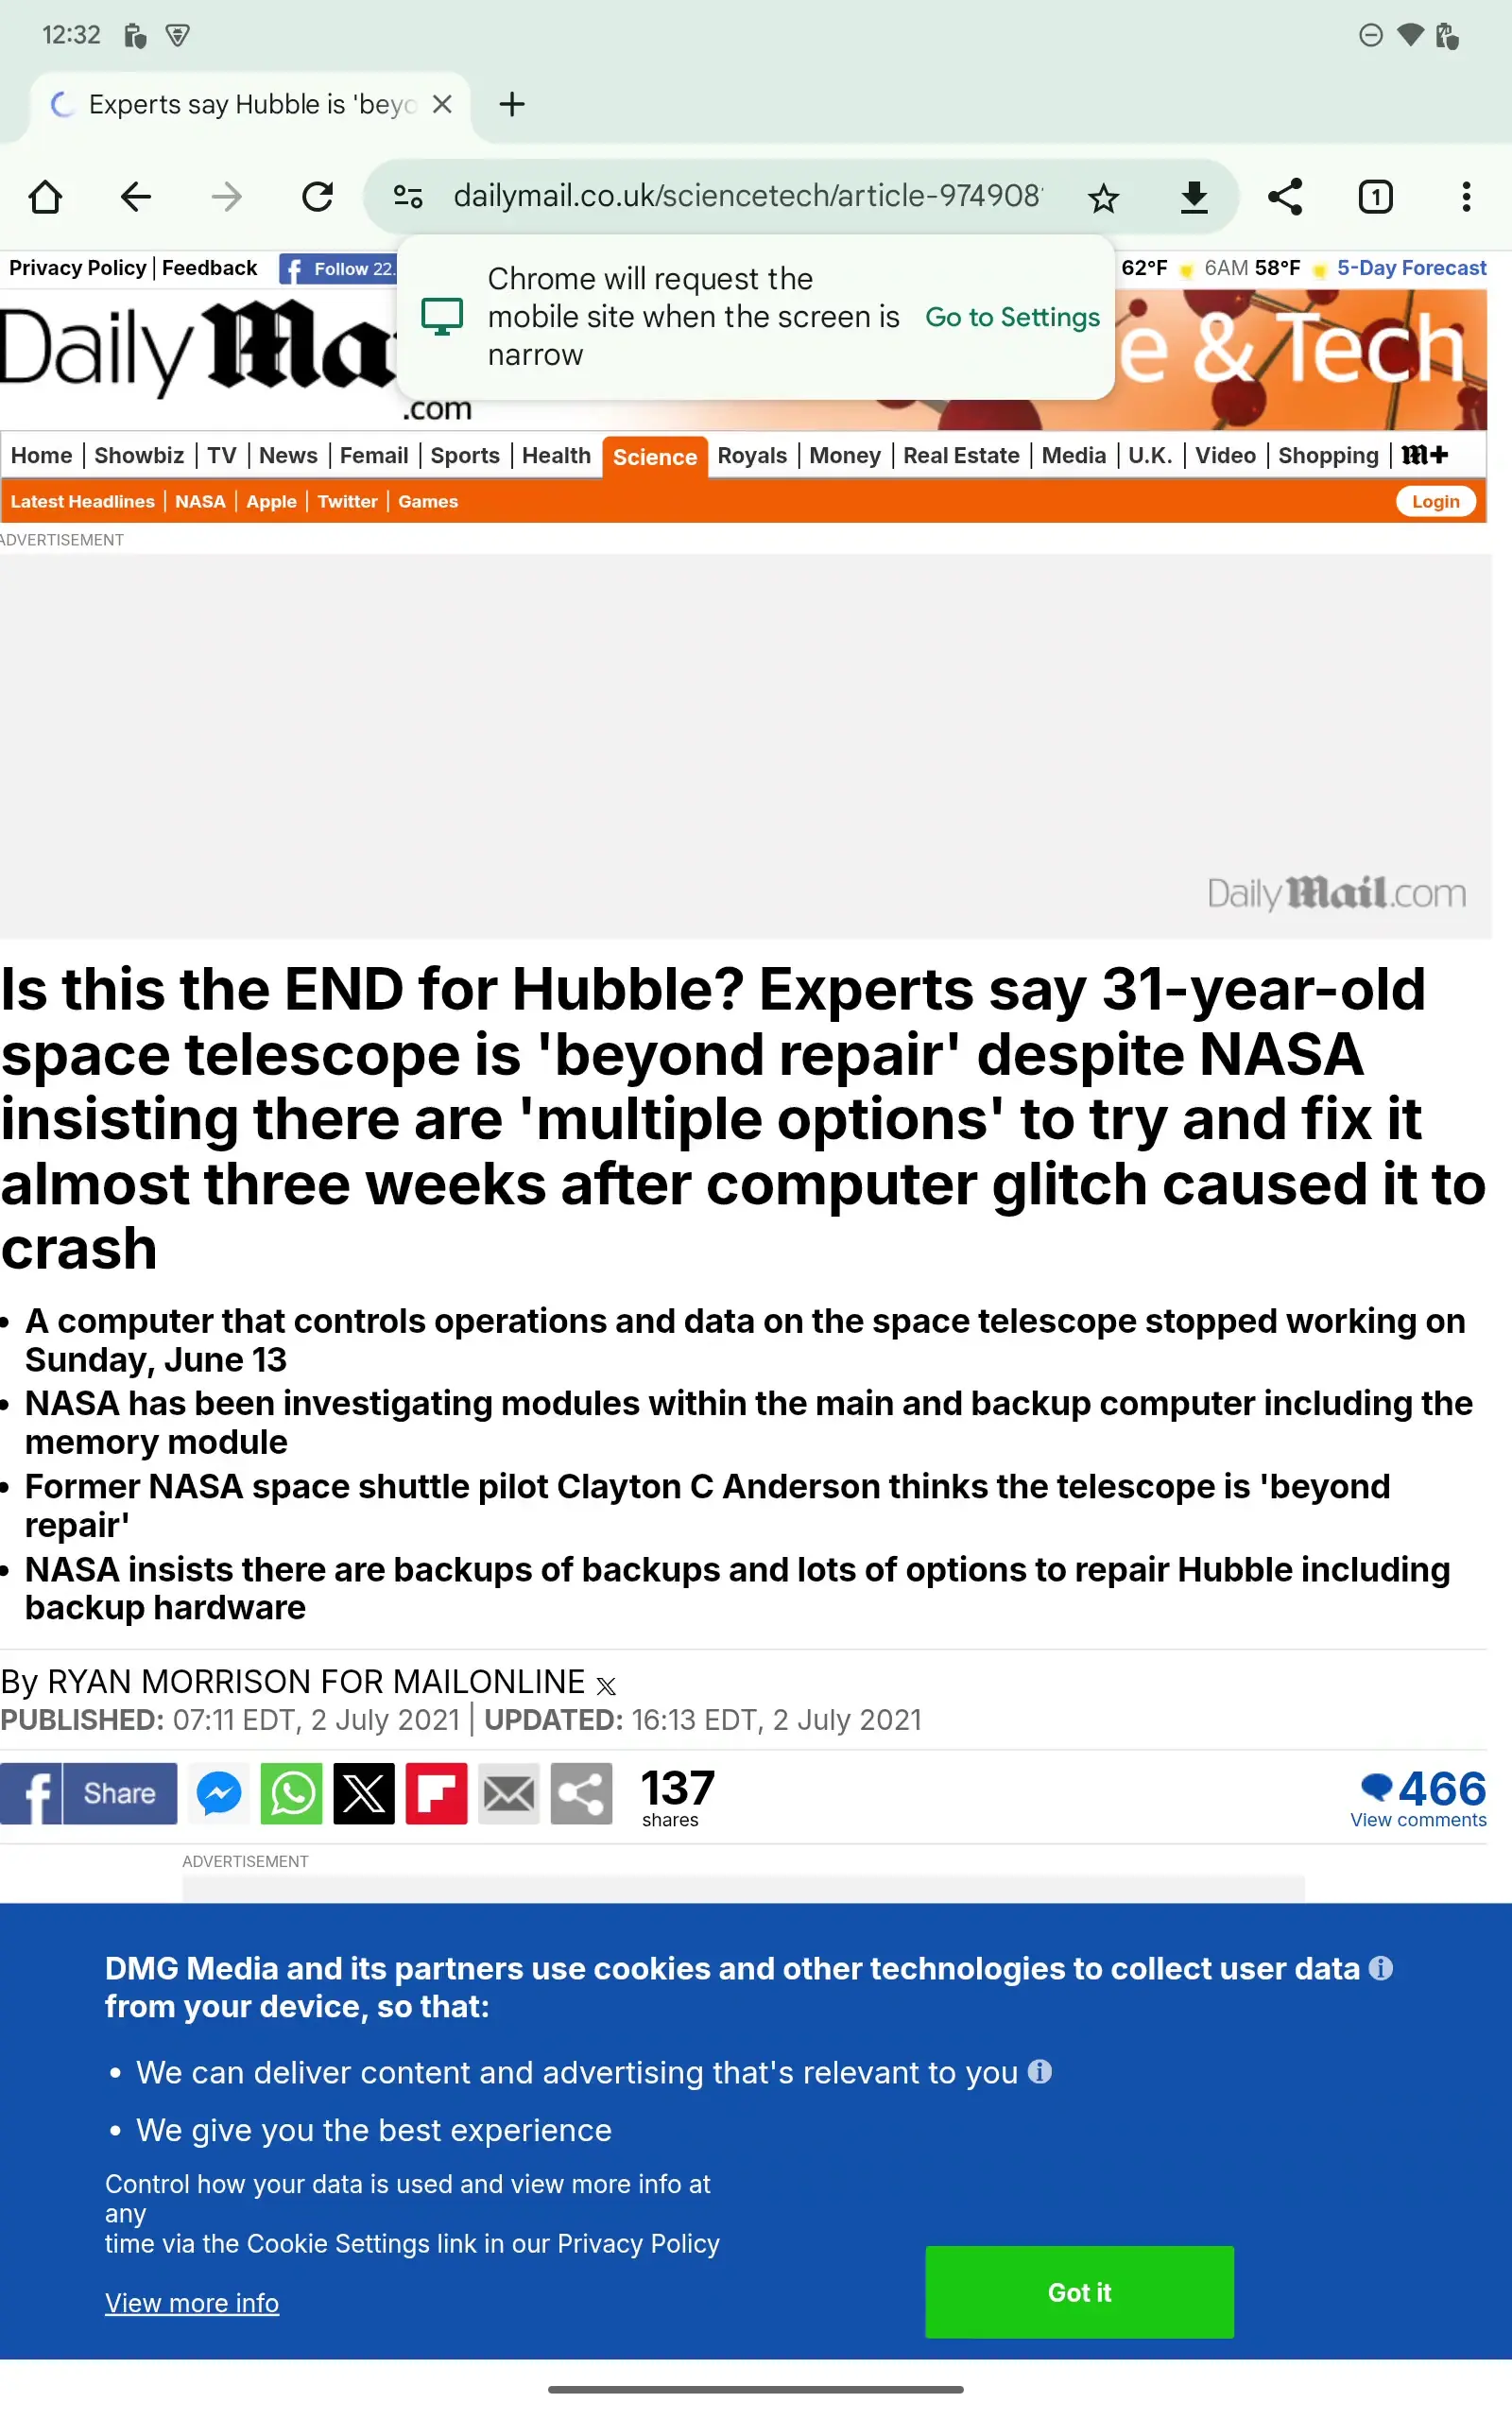 12:32
Experts say Hubble is 'beyo
dailymail.co.uk/sciencetech/article-974908
1
Privacy Policy | Feedback
f Follow 22.
62°F 6AM 58°F 5-Day Forecast
Chrome will request the
mobile site when the screen is
narrow
Go to Settings
Daily Ma
.com
e & Tech
Home | Showbiz | TV | News | Femail | Sports | Health Science Royals | Money | Real Estate | Media | U.K. | Video | Shopping | m+
Latest Headlines | NASA | Apple | Twitter | Games
Login
ADVERTISEMENT
Daily Mail.com
Is this the END for Hubble? Experts say 31-year-old
space telescope is 'beyond repair' despite NASA
insisting there are 'multiple options' to try and fix it
almost three weeks after computer glitch caused it to
crash
• A computer that controls operations and data on the space telescope stopped working on
Sunday, June 13
• NASA has been investigating modules within the main and backup computer including the
memory module
• Former NASA space shuttle pilot Clayton C Anderson thinks the telescope is 'beyond
repair'
• NASA insists there are backups of backups and lots of options to repair Hubble including
backup hardware
By RYAN MORRISON FOR MAILONLINE X
PUBLISHED: 07:11 EDT, 2 July 2021 | UPDATED: 16:13 EDT, 2 July 2021
f Share
137
shares
466
View comments
ADVERTISEMENT
DMG Media and its partners use cookies and other technologies to collect user data
from your device, so that:
• We can deliver content and advertising that's relevant to you
• We give you the best experience
Control how your data is used and view more info at
any
time via the Cookie Settings link in our Privacy Policy
View more info
Got it